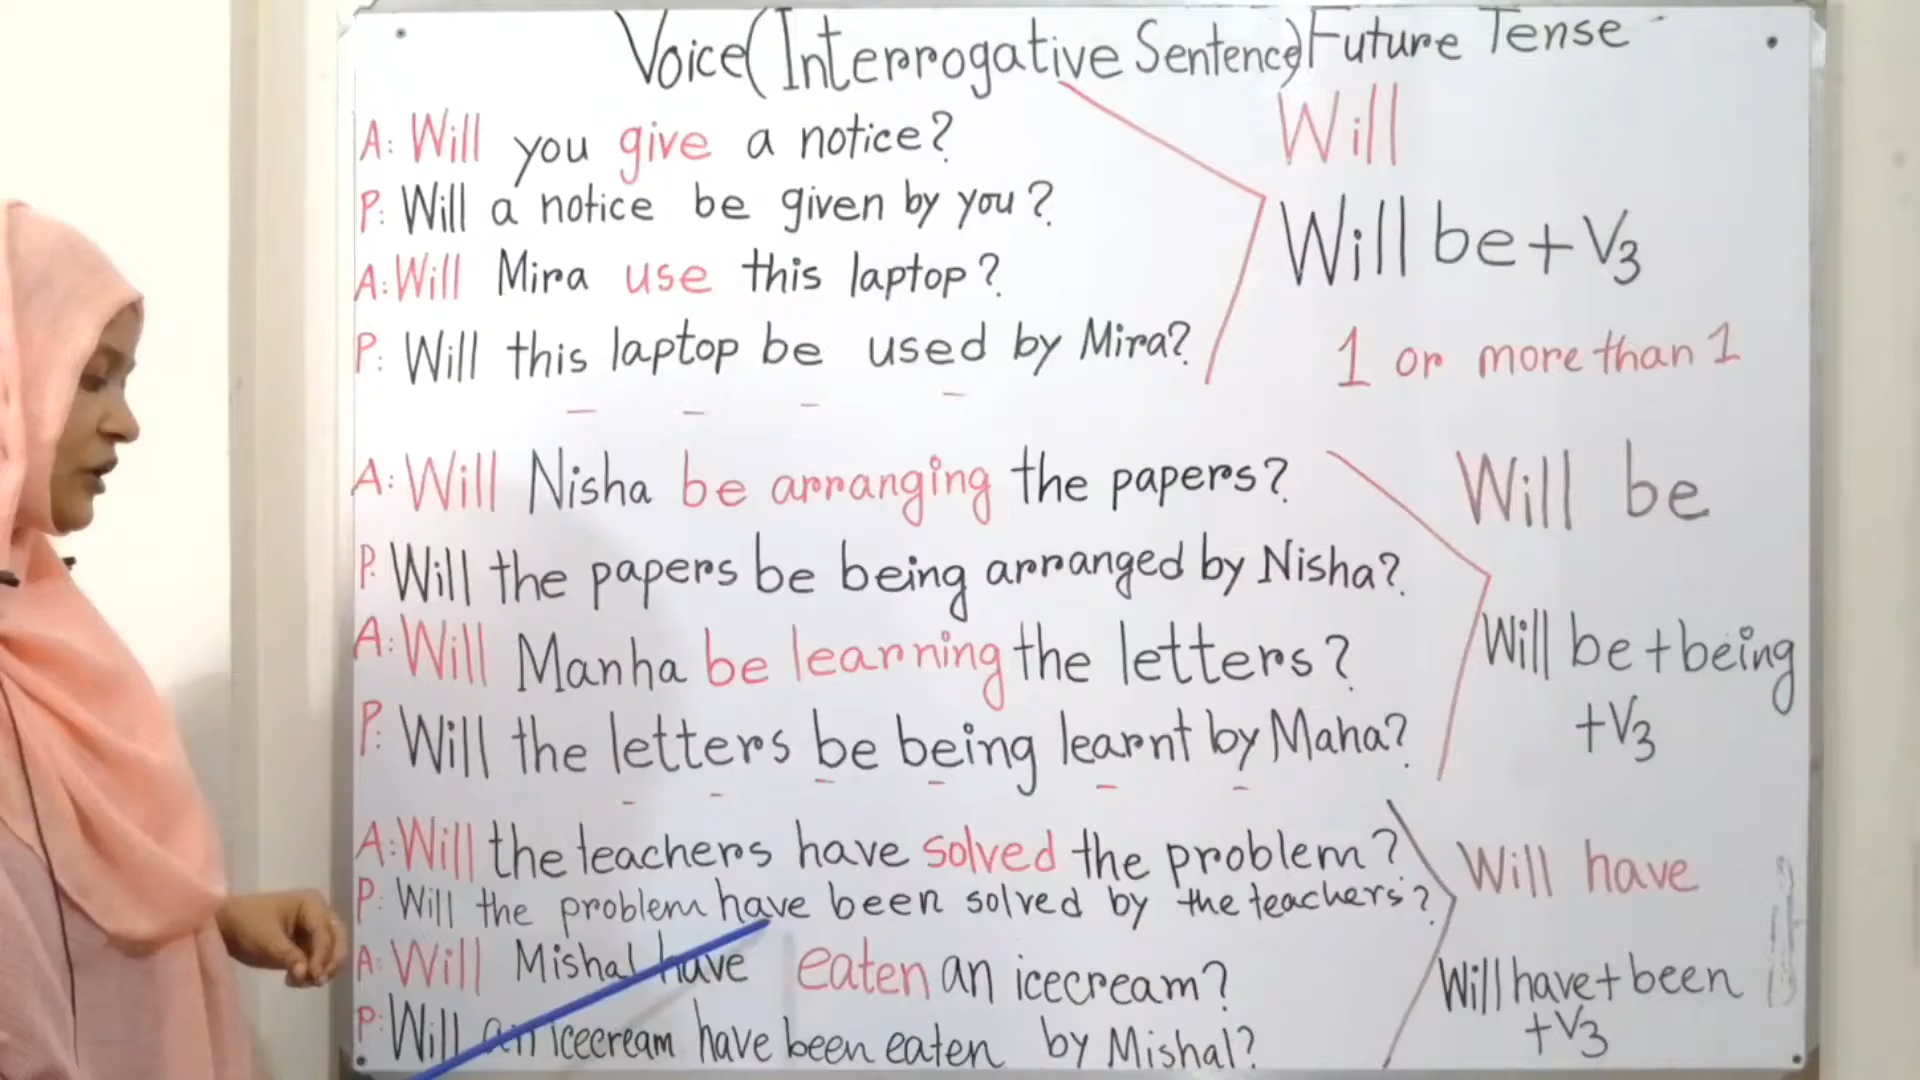 Voice(Interrogative Sentence)Future Tense
A: Will you give a notice?
P: Will a notice be given by you?
A: Will Mira use this laptop?
P: Will this laptop be used by Mira?
Will
Will be + V3
1 or more than 1
A: Will Nisha be arranging the papers?
P. Will the papers be being arranged by Nisha?
A: Will Manha be learning the letters?
P: Will the letters be being learnt by Maha?
Will be
Will be + being
+V3
A: Will the teachers have solved the problem?
P: Will the problem have been solved by the teachers?
A: Will Mishal have eaten an icecream?
P: Will an icecream have been eaten by Mishal?
Will have
Will have + been
+V3